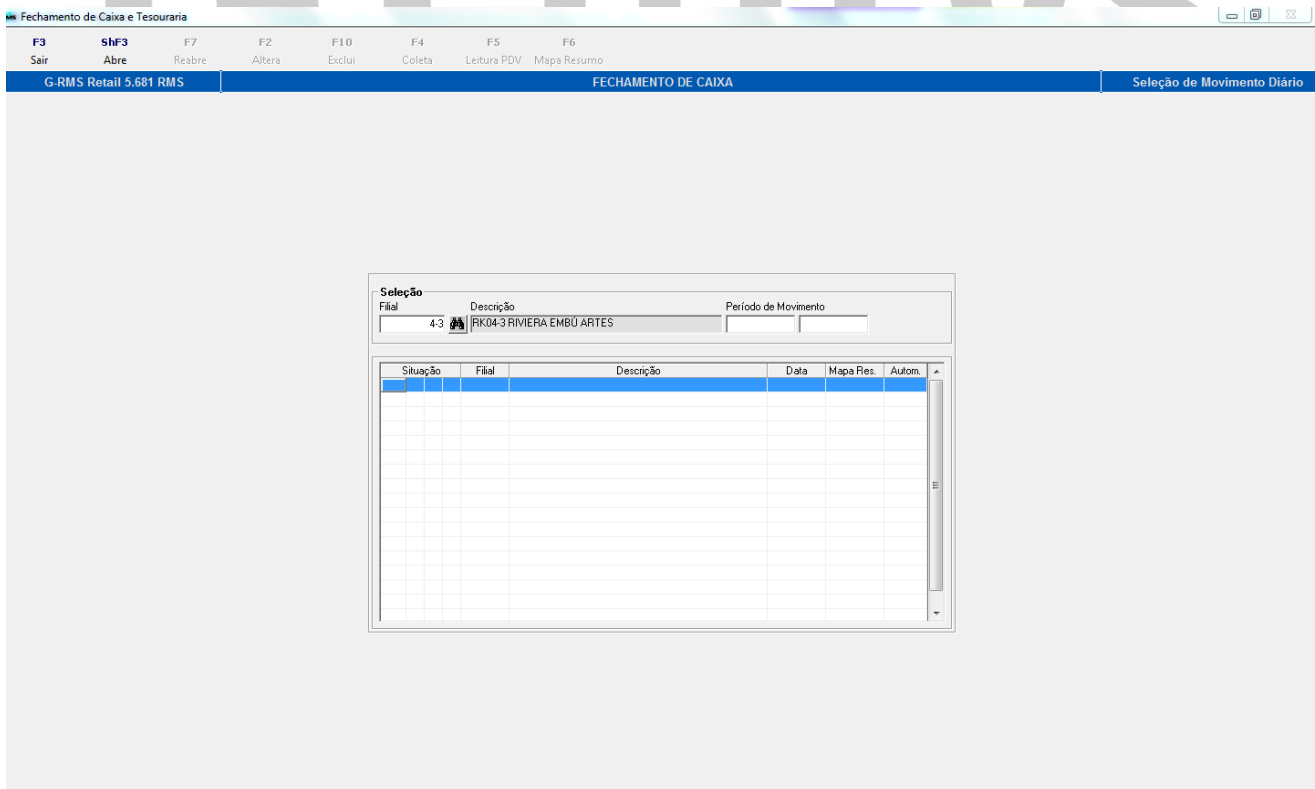 Fechamento de Caixa e Tesouraria
F3 ShF3 F7 F2 F10 F4 F5 F6
Sair Abre Reabre Altera Exclui Coleta Leitura PDV Mapa Resumo
G-RMS Retail 5.681 RMS FECHAMENTO DE CAIXA Seleção de Movimento Diário
Seleção
Filial Descrição Período de Movimento
4-3 RK04-3 RIVIERA EMBÚ ARTES
Situação Filial Descrição Data Mapa Res. Autom.